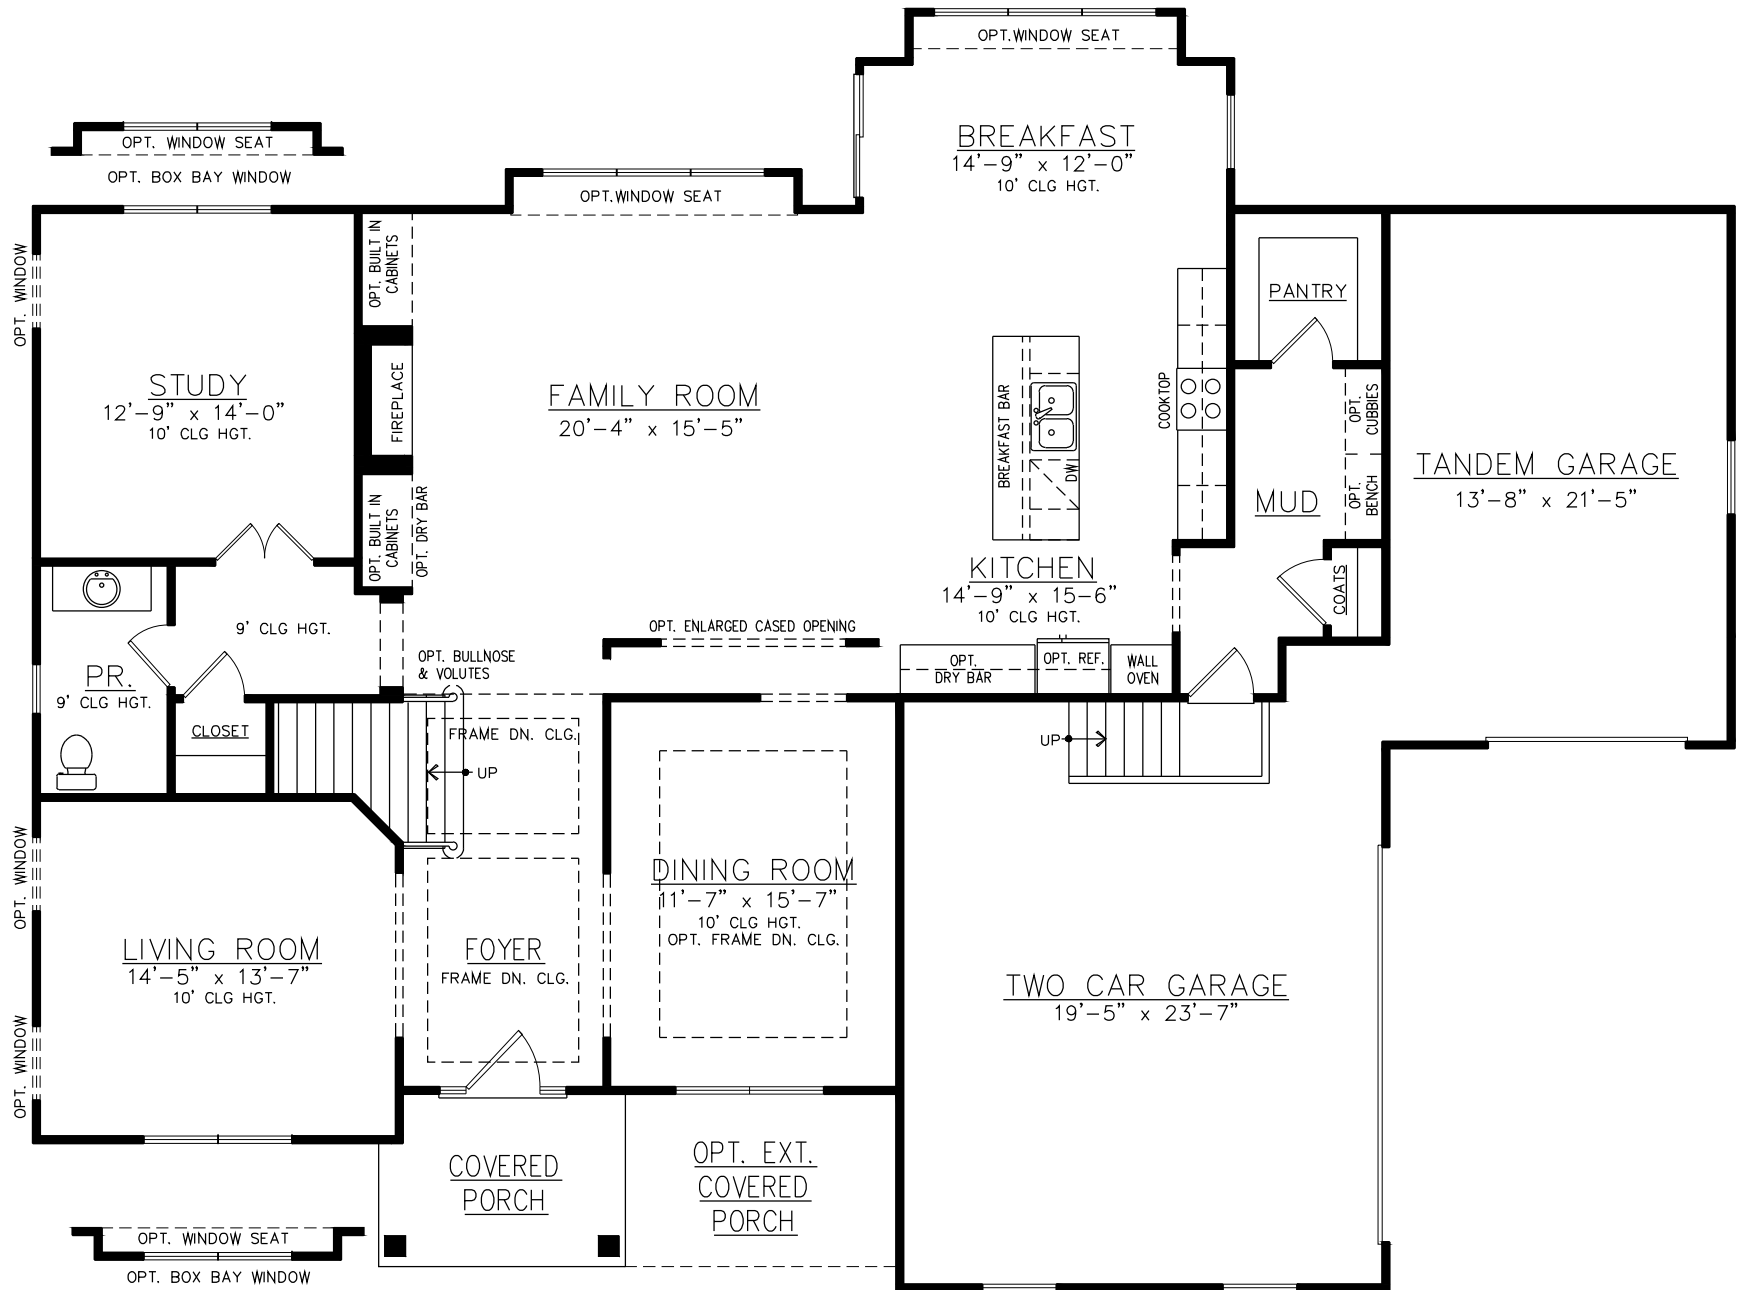 OPT.WINDOW SEAT
OPT. WINDOW SEAT
OPT. BOX BAY WINDOW
OPT.WINDOW SEAT
BREAKFAST
14'-9" x 12'-0"
10' CLG HGT.
OPT. WINDOW
STUDY
12'-9" x 14'-0"
10' CLG HGT.
OPT. BUILT IN
CABINETS
FIREPLACE
OPT. BUILT IN
CABINETS
OPT. DRY BAR
FAMILY ROOM
20'-4" x 15'-5"
BREAKFAST BAR
DW
COOKTOP
PANTRY
OPT.
CUBBIES
OPT.
BENCH
MUD
COATS
TANDEM GARAGE
13'-8" x 21'-5"
KITCHEN
14'-9" x 15-6"
10' CLG HGT.
9' CLG HGT.
OPT. ENLARGED CASED OPENING
OPT. BULLNOSE
& VOLUTES
OPT.
DRY BAR
OPT. REF.
WALL
OVEN
PR.
9' CLG HGT.
CLOSET
FRAME DN. CLG.
UP
UP
OPT. WINDOW
LIVING ROOM
14'-5" x 13'-7"
10' CLG HGT.
OPT. WINDOW
FOYER
FRAME DN. CLG.
DINING ROOM
11'-7" x 15'-7"
10' CLG HGT.
OPT. FRAME DN. CLG.
TWO CAR GARAGE
19'-5" x 23'-7"
COVERED
PORCH
OPT. EXT.
COVERED
PORCH
OPT. WINDOW SEAT
OPT. BOX BAY WINDOW